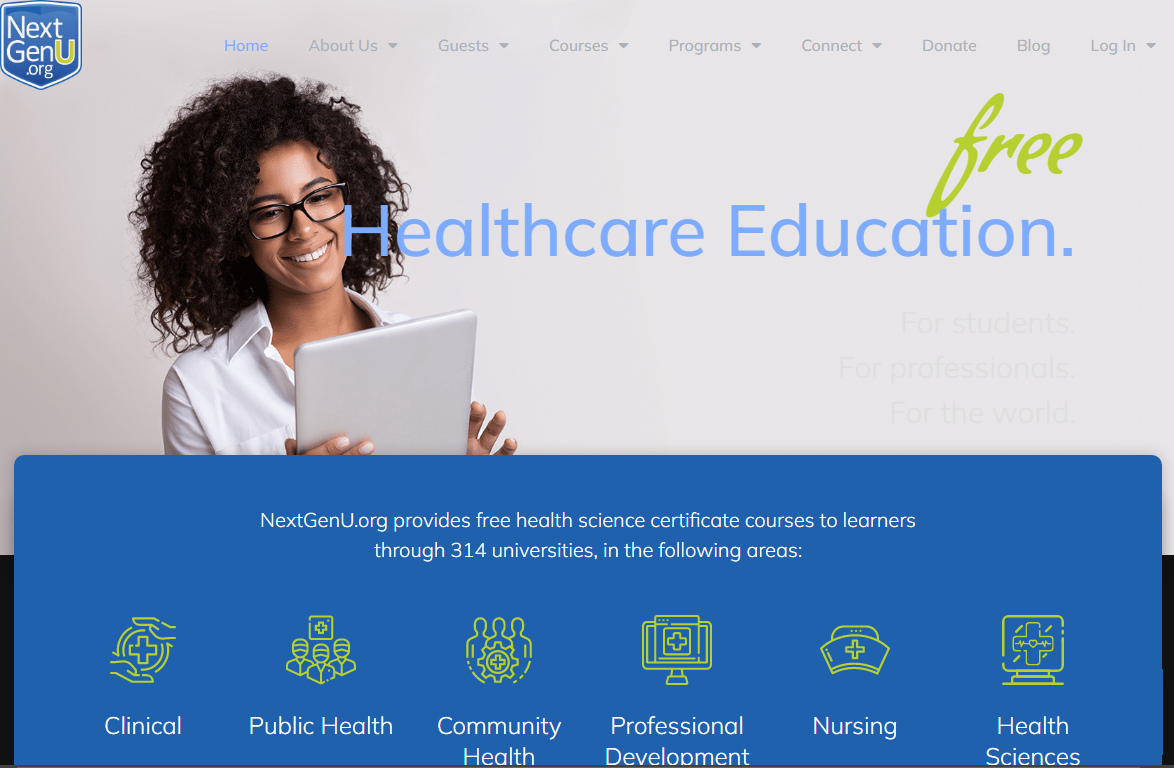 Next
GenU
.org
Home About Us Guests Courses Programs Connect Donate Blog Log In
free
Healthcare Education.
For students.
For professionals.
For the world.
NextGenU.org provides free health science certificate courses to learners
through 314 universities, in the following areas:
Clinical
Public Health
Community
Health
Professional
Development
Nursing
Health
Sciences